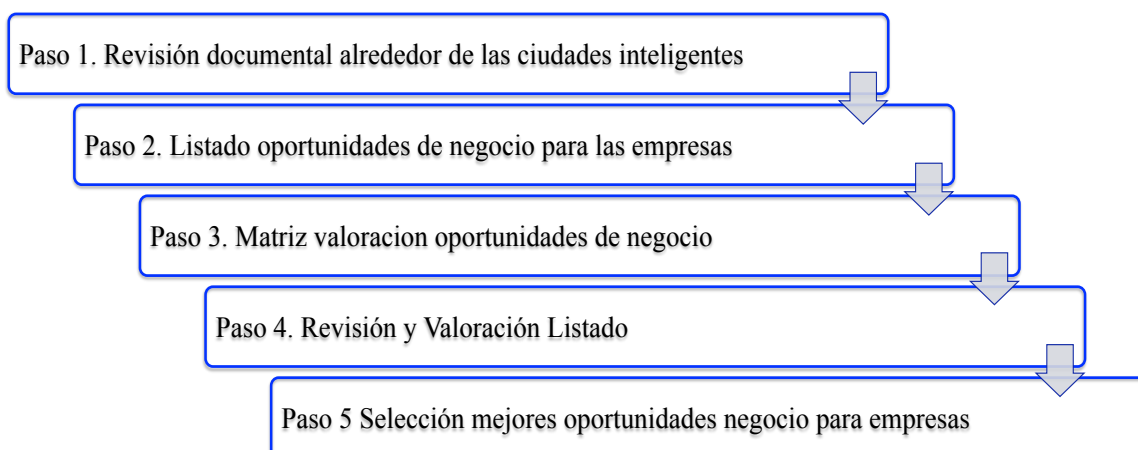 Paso 1. Revisión documental alrededor de las ciudades inteligentes
Paso 2. Listado oportunidades de negocio para las empresas
Paso 3. Matriz valoracion oportunidades de negocio
Paso 4. Revisión y Valoración Listado
Paso 5 Selección mejores oportunidades negocio para empresas